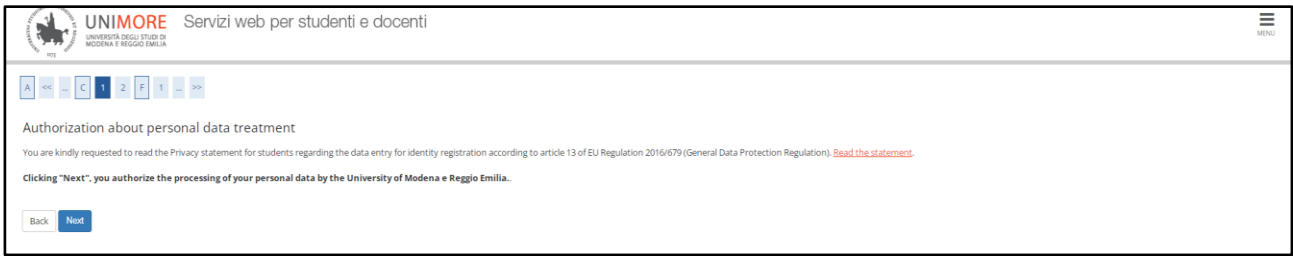 UNIMORE
UNIVERSITÀ DEGLI STUDI DI
MODENA E REGGIO EMILIA
Servizi web per studenti e docenti
MENU
A << ... C 1 2 F 1 ... >>
Authorization about personal data treatment
You are kindly requested to read the Privacy statement for students regarding the data entry for identity registration according to article 13 of EU Regulation 2016/679 (General Data Protection Regulation). Read the statement.
Clicking "Next", you authorize the processing of your personal data by the University of Modena e Reggio Emilia..
Back Next